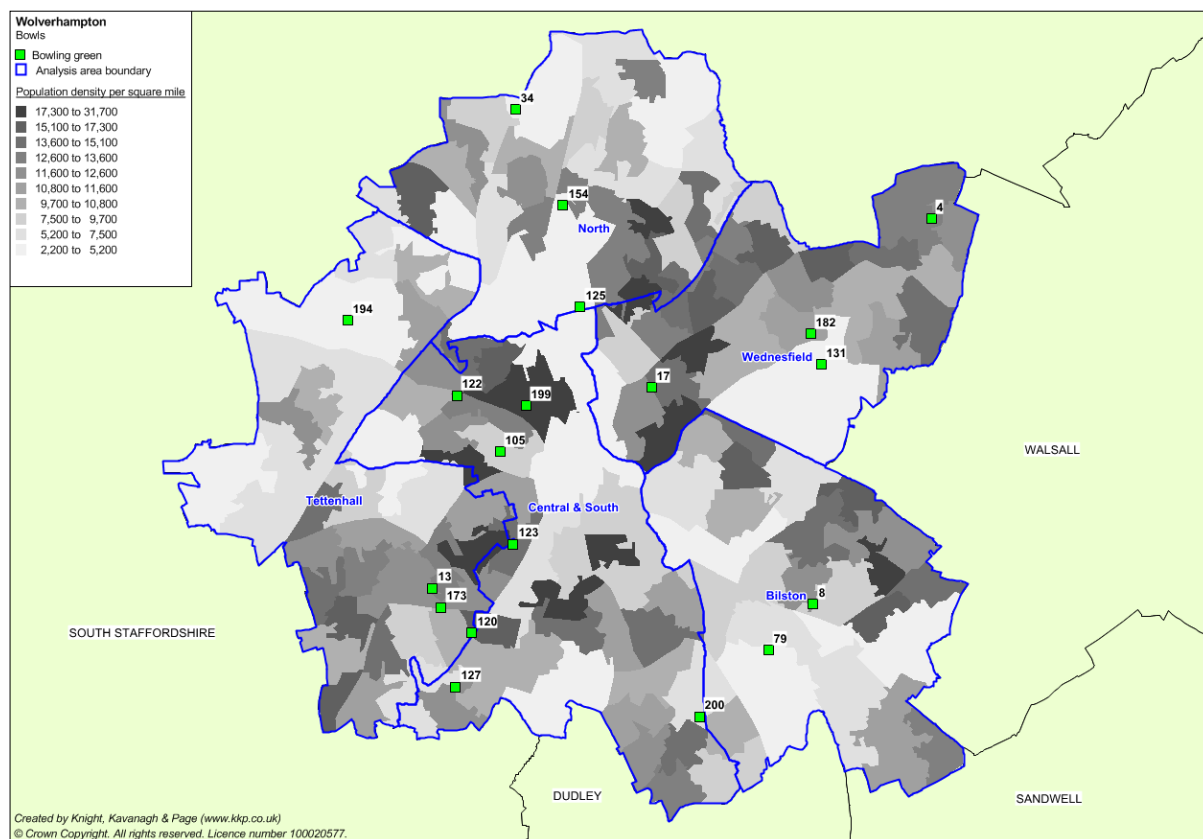 Wolverhampton
Bowls
Bowling green
Analysis area boundary
Population density per square mile
17,300 to 31,700
15,100 to 17,300
13,600 to 15,100
12,600 to 13,600
11,600 to 12,600
10,800 to 11,600
9,700 to 10,800
7,500 to 9,700
5,200 to 7,500
2,200 to 5,200
34
154
4
North
125
194
182
Wednesfield
131
17
122
199
105
WALSALL
Tettenhall
Central & South
123
13
Bilston
8
173
SOUTH STAFFORDSHIRE
120
79
127
200
DUDLEY
SANDWELL
Created by Knight, Kavanagh & Page (www.kkp.co.uk)
© Crown Copyright. All rights reserved. Licence number 100020577.